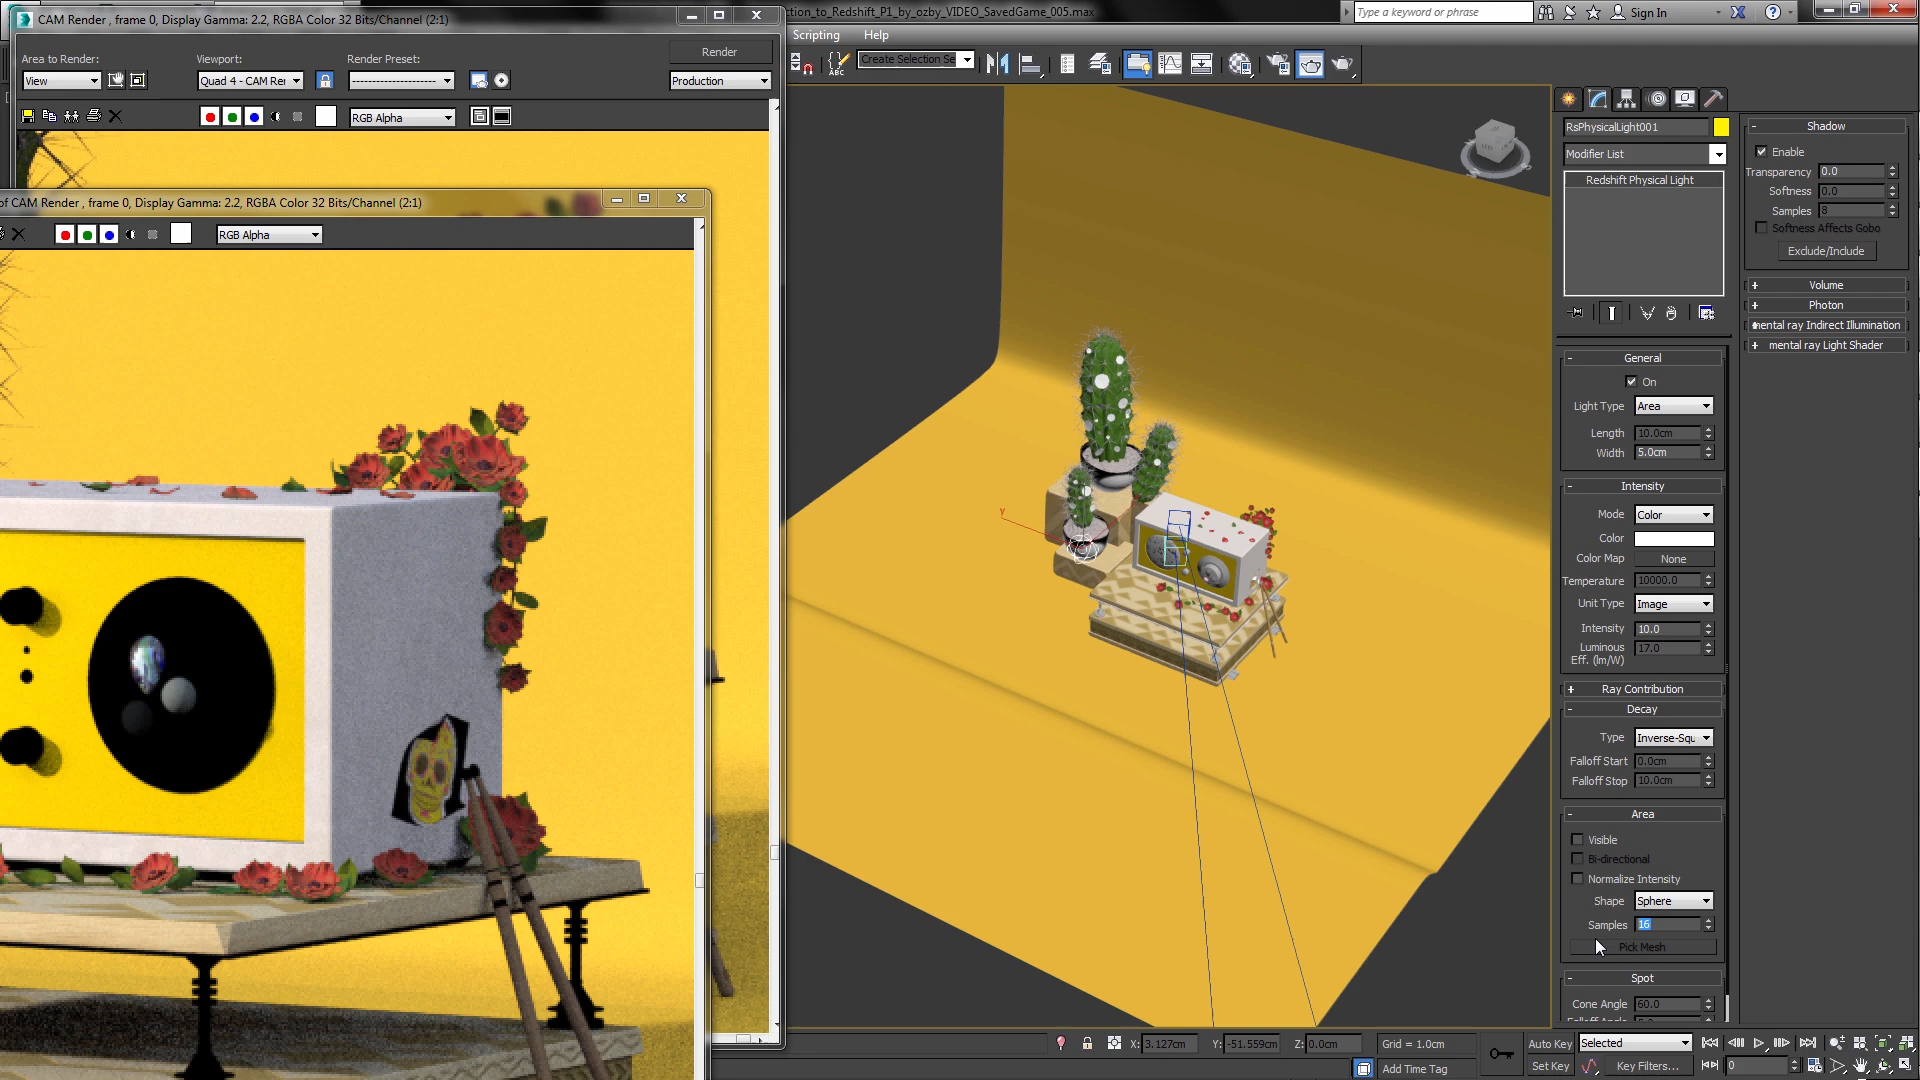 CAM Render , frame 0, Display Gamma: 2.2, RGBA Color 32 Bits/Channel (2:1)
ction_to_Redshift_P1_by_ozby_VIDEO_SavedGame_005.max
Type a keyword or phrase
Sign In
Scripting
Help
Area to Render:
Viewport:
Render Preset:
Render
View
Quad 4 - CAM Rer
Production
RGB Alpha
Create Selection Se
ABC
of CAM Render , frame 0, Display Gamma: 2.2, RGBA Color 32 Bits/Channel (2:1)
RGB Alpha
y
RsPhysicalLight001
Modifier List
Redshift Physical Light
General
On
Light Type
Area
Length
10.0cm
Width
5.0cm
Intensity
Mode
Color
Color
Color Map
None
Temperature
10000.0
Unit Type
Image
Intensity
10.0
Luminous
Eff. (lm/W)
17.0
Ray Contribution
Decay
Type
Inverse-Squ
Falloff Start
0.0cm
Falloff Stop
10.0cm
Area
Visible
Bi-directional
Normalize Intensity
Shape
Sphere
Samples
16
Pick Mesh
Spot
Cone Angle
60.0
Shadow
Enable
Transparency
0.0
Softness
0.0
Samples
8
Softness Affects Gobo
Exclude/Include
Volume
Photon
mental ray Indirect Illumination
mental ray Light Shader
X:
3.127cm
Y:
-51.559cm
Z:
0.0cm
Grid = 1.0cm
Add Time Tag
Auto Key
Selected
Set Key
Key Filters...
0